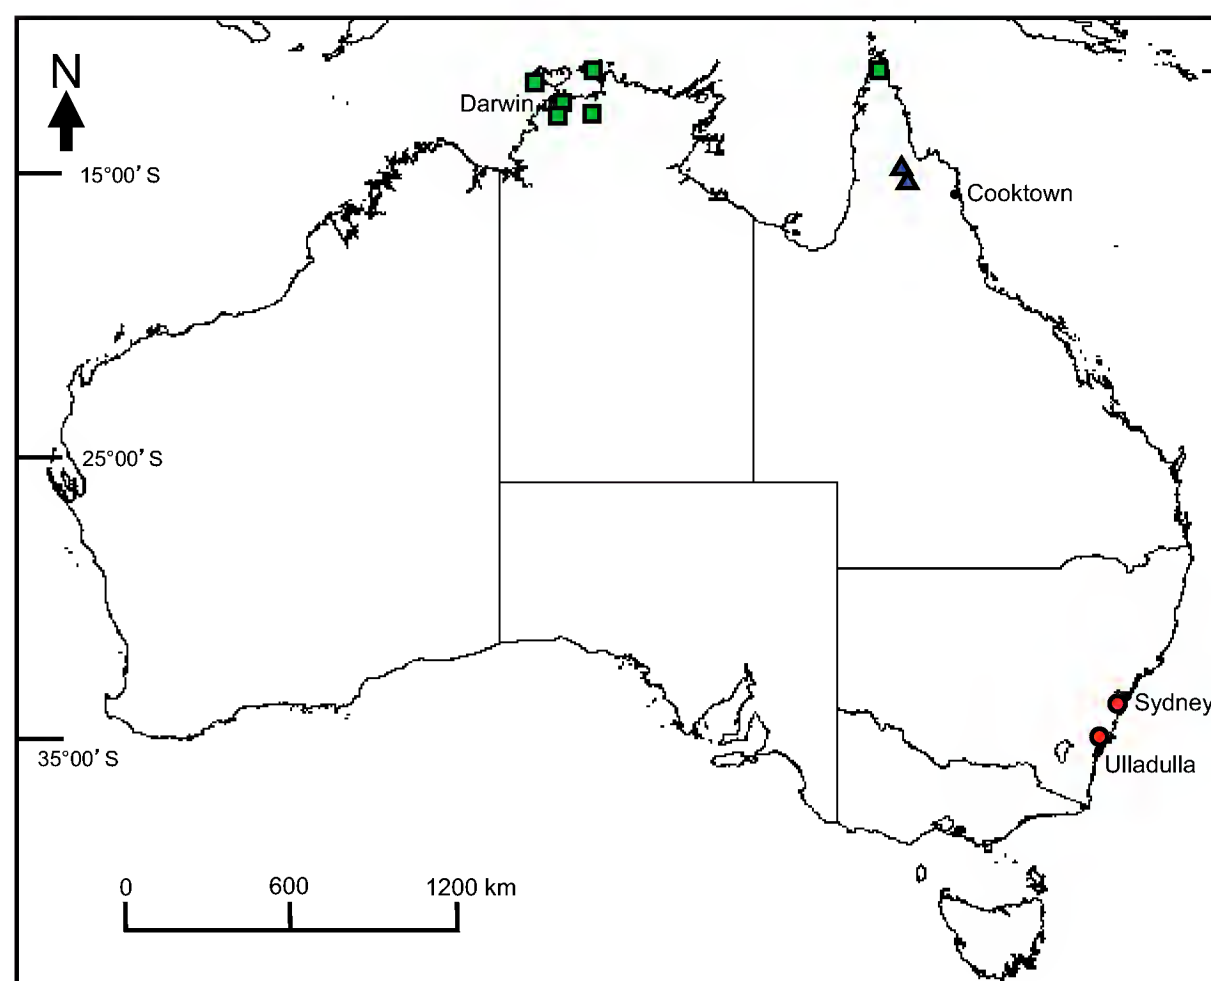 N
Darwin
15°00′ S
Cooktown
25°00′ S
Sydney
35°00′ S
Ulladulla
0 600 1200 km